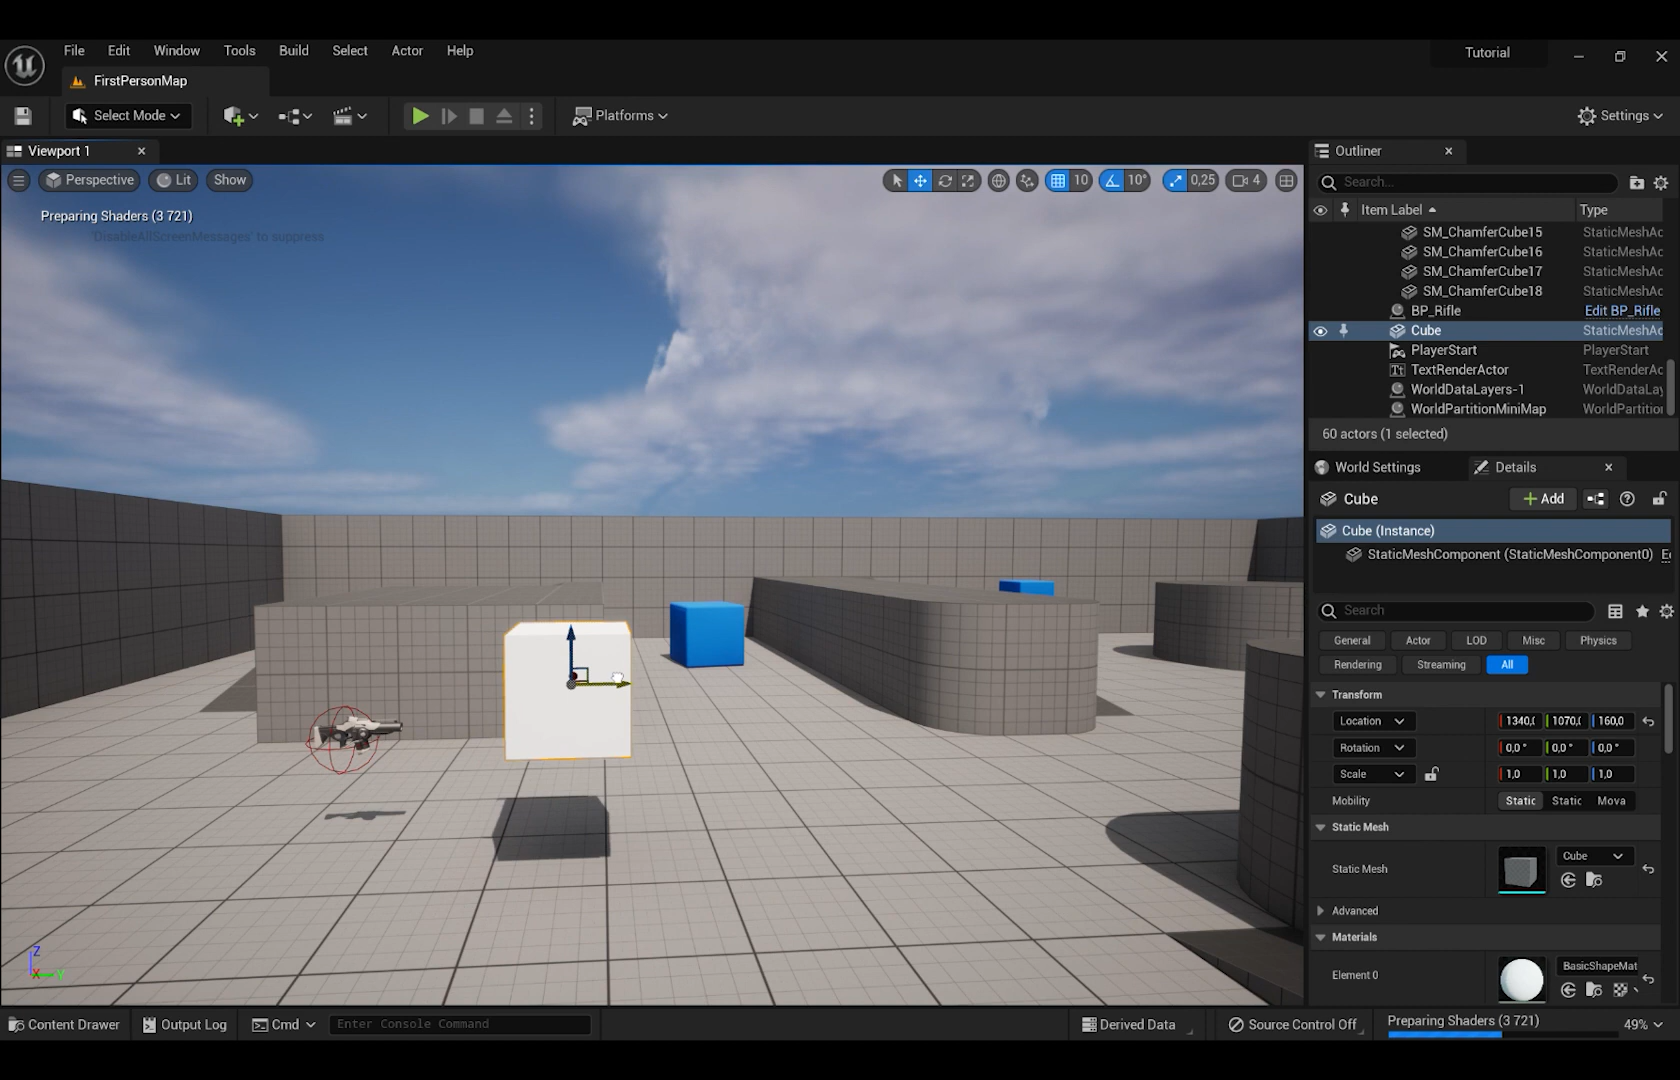 File Edit Window Tools Build Select Actor Help
Tutorial
FirstPersonMap
Select Mode
Platforms
Settings
Viewport 1
Outliner
Perspective Lit Show
10 10° 0,25 4
Search...
Preparing Shaders (3 721)
'DisableAllScreenMessages' to suppress
Item Label Type
SM_ChamferCube15 StaticMeshAc
SM_ChamferCube16 StaticMeshAc
SM_ChamferCube17 StaticMeshAc
SM_ChamferCube18 StaticMeshAc
BP_Rifle Edit BP_Rifle
Cube StaticMeshAc
PlayerStart PlayerStart
TextRenderActor TextRenderAc
WorldDataLayers-1 WorldDataLay
WorldPartitionMiniMap WorldPartition
60 actors (1 selected)
World Settings Details
Cube
+ Add
Cube (Instance)
StaticMeshComponent (StaticMeshComponent0)
Search
General Actor LOD Misc Physics
Rendering Streaming All
Transform
Location 1340,( 1070,( 160,0
Rotation 0,0° 0,0° 0,0°
Scale 1,0 1,0 1,0
Mobility Static Static Mova
Static Mesh
Static Mesh Cube
Advanced
Materials
Element 0 BasicShapeMat
Z
X Y
Content Drawer Output Log Cmd Enter Console Command
Derived Data Source Control Off Preparing Shaders (3 721) 49%